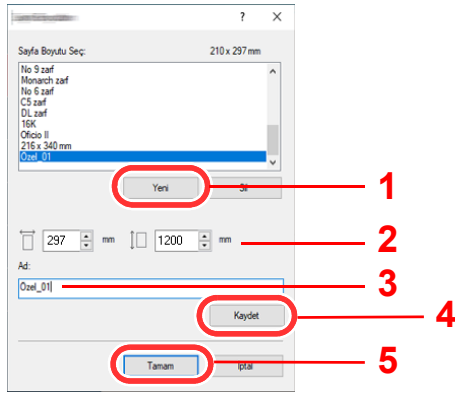 ?
Sayfa Boyutu Seç: 210 x 297 mm
No 9 zarf
Monarch zarf
No 6 zarf
C5 zarf
DL zarf
16K
Oficio II
216 x 340 mm
Özel_01
Yeni Sil 1
297 mm 1200 mm 2
Ad:
Özel_01 3
Kaydet 4
Tamam İptal 5